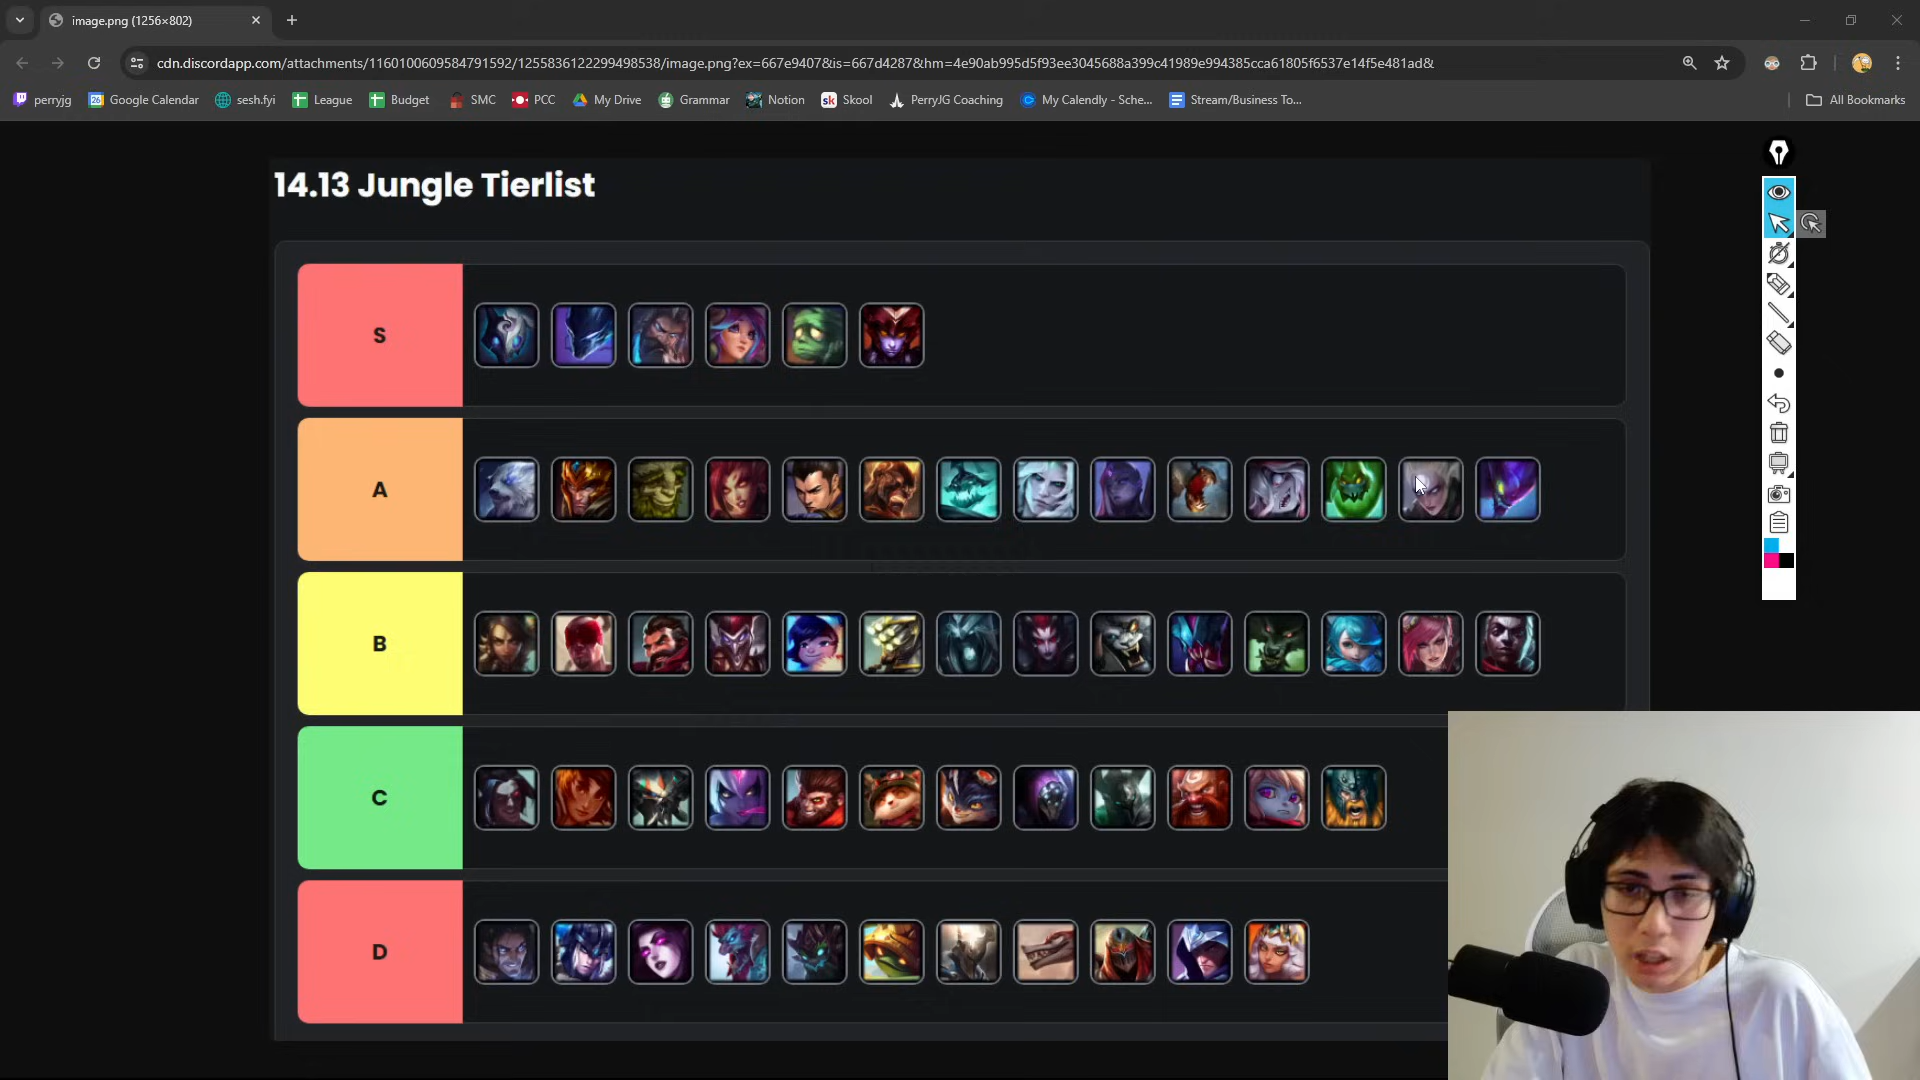 image.png (1256×802)
cdn.discordapp.com/attachments/1160100609584791592/1255836122299498538/image.png?ex=667e9407&is=667d4287&hm=4e90ab995d5f93ee3045688a399c41989e994385cca61805f6537e14f5e481ad&
perryjg
26 Google Calendar
sesh.fyi
League
Budget
SMC
PCC
My Drive
Grammar
Notion
sk Skool
PerryJG Coaching
My Calendly - Sche...
Stream/Business To...
All Bookmarks
14.13 Jungle Tierlist
S
A
B
C
D